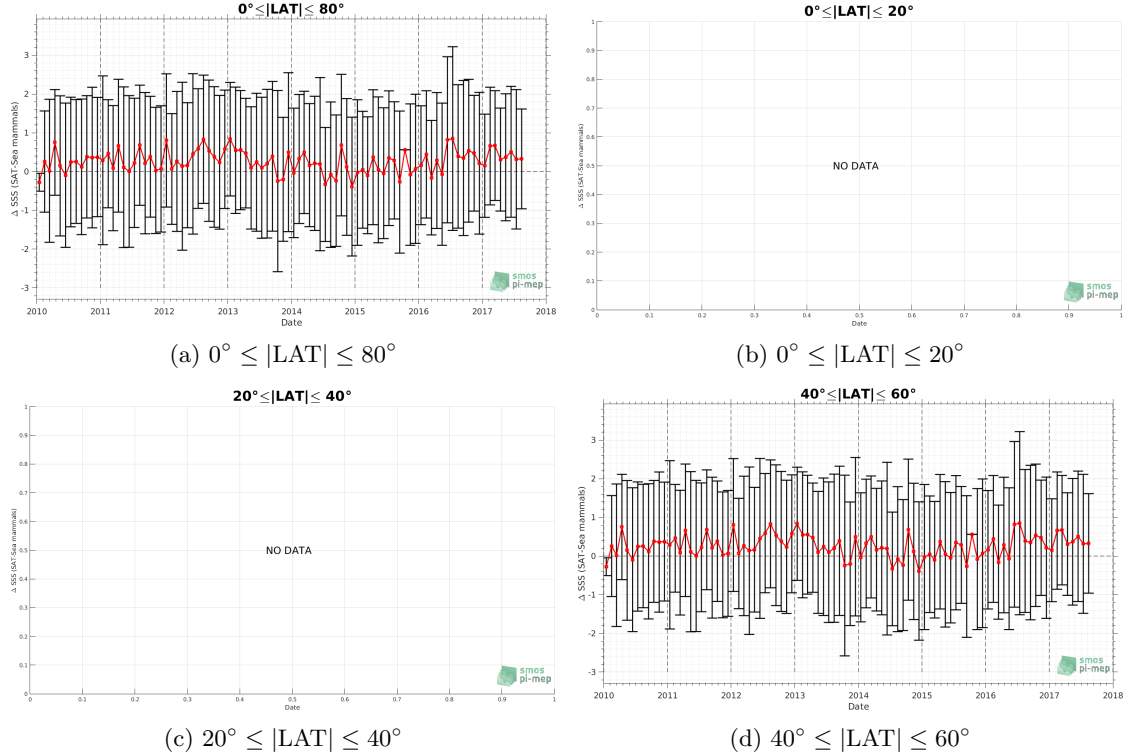 0°≤|LAT|≤ 80°
Δ SSS (SAT-Sea mammals)
3
2
1
0
-1
-2
-3
2010 2011 2012 2013 2014 2015 2016 2017 2018
Date
smos
pi-mep
(a) 0° ≤ |LAT| ≤ 80°
0°≤|LAT|≤ 20°
Δ SSS (SAT-Sea mammals)
1
0.9
0.8
0.7
0.6
0.5
0.4
0.3
0.2
0.1
0
NO DATA
0 0.1 0.2 0.3 0.4 0.5 0.6 0.7 0.8 0.9 1
Date
smos
pi-mep
(b) 0° ≤ |LAT| ≤ 20°
20°≤|LAT|≤ 40°
Δ SSS (SAT-Sea mammals)
1
0.9
0.8
0.7
0.6
0.5
0.4
0.3
0.2
0.1
0
NO DATA
0 0.1 0.2 0.3 0.4 0.5 0.6 0.7 0.8 0.9 1
Date
smos
pi-mep
(c) 20° ≤ |LAT| ≤ 40°
40°≤|LAT|≤ 60°
Δ SSS (SAT-Sea mammals)
3
2
1
0
-1
-2
-3
2010 2011 2012 2013 2014 2015 2016 2017 2018
Date
smos
pi-mep
(d) 40° ≤ |LAT| ≤ 60°